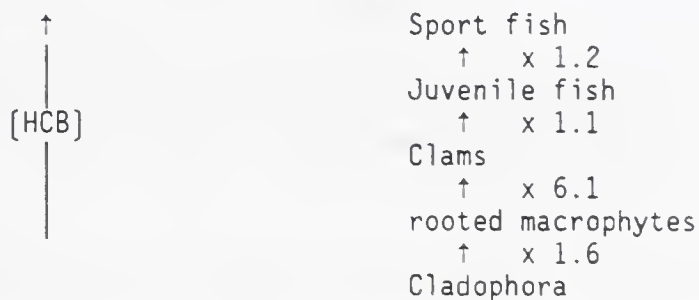 ↑ Sport fish
↑ x 1.2
Juvenile fish
[HCB] ↑ x 1.1
Clams
↑ x 6.1
rooted macrophytes
↑ x 1.6
Cladophora